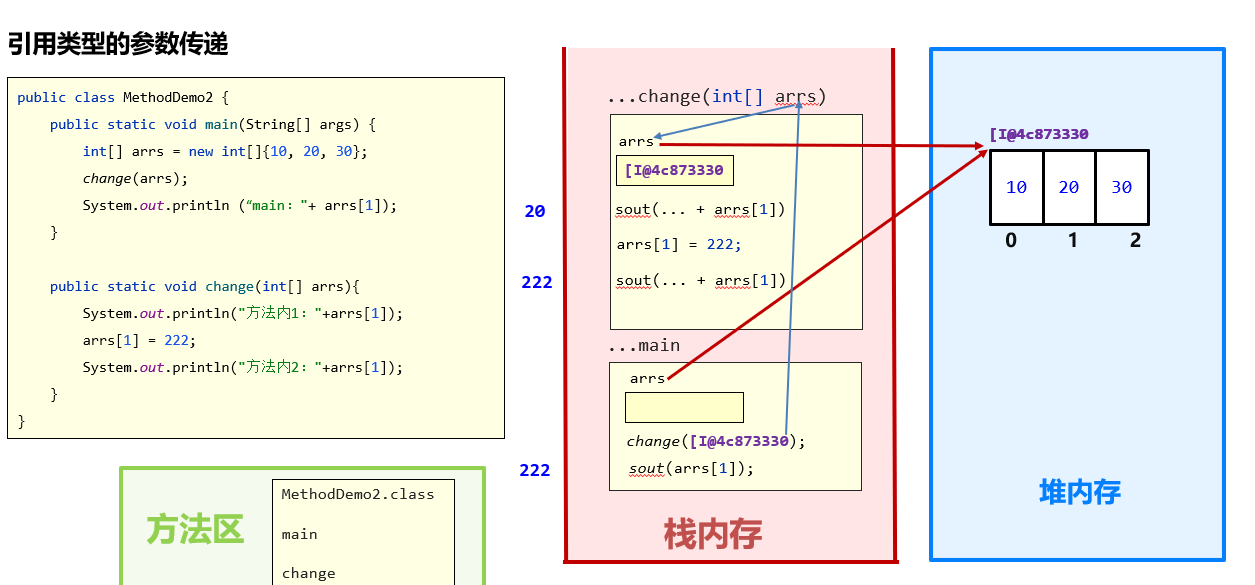 引用类型的参数传递
public class MethodDemo2 {
public static void main(String[] args) {
int[] arrs = new int[]{10, 20, 30};
change(arrs);
System.out.println (“main："+ arrs[1]);
}
public static void change(int[] arrs){
System.out.println("方法内1："+arrs[1]);
arrs[1] = 222;
System.out.println("方法内2："+arrs[1]);
}
}
方法区
MethodDemo2.class
main
change
20
222
222
...change(int[] arrs)
arrs
[I@4c873330
sout(... + arrs[1])
arrs[1] = 222;
sout(... + arrs[1])
...main
arrs
change([I@4c873330);
sout(arrs[1]);
栈内存
[I@4c873330
10 20 30
0 1 2
堆内存